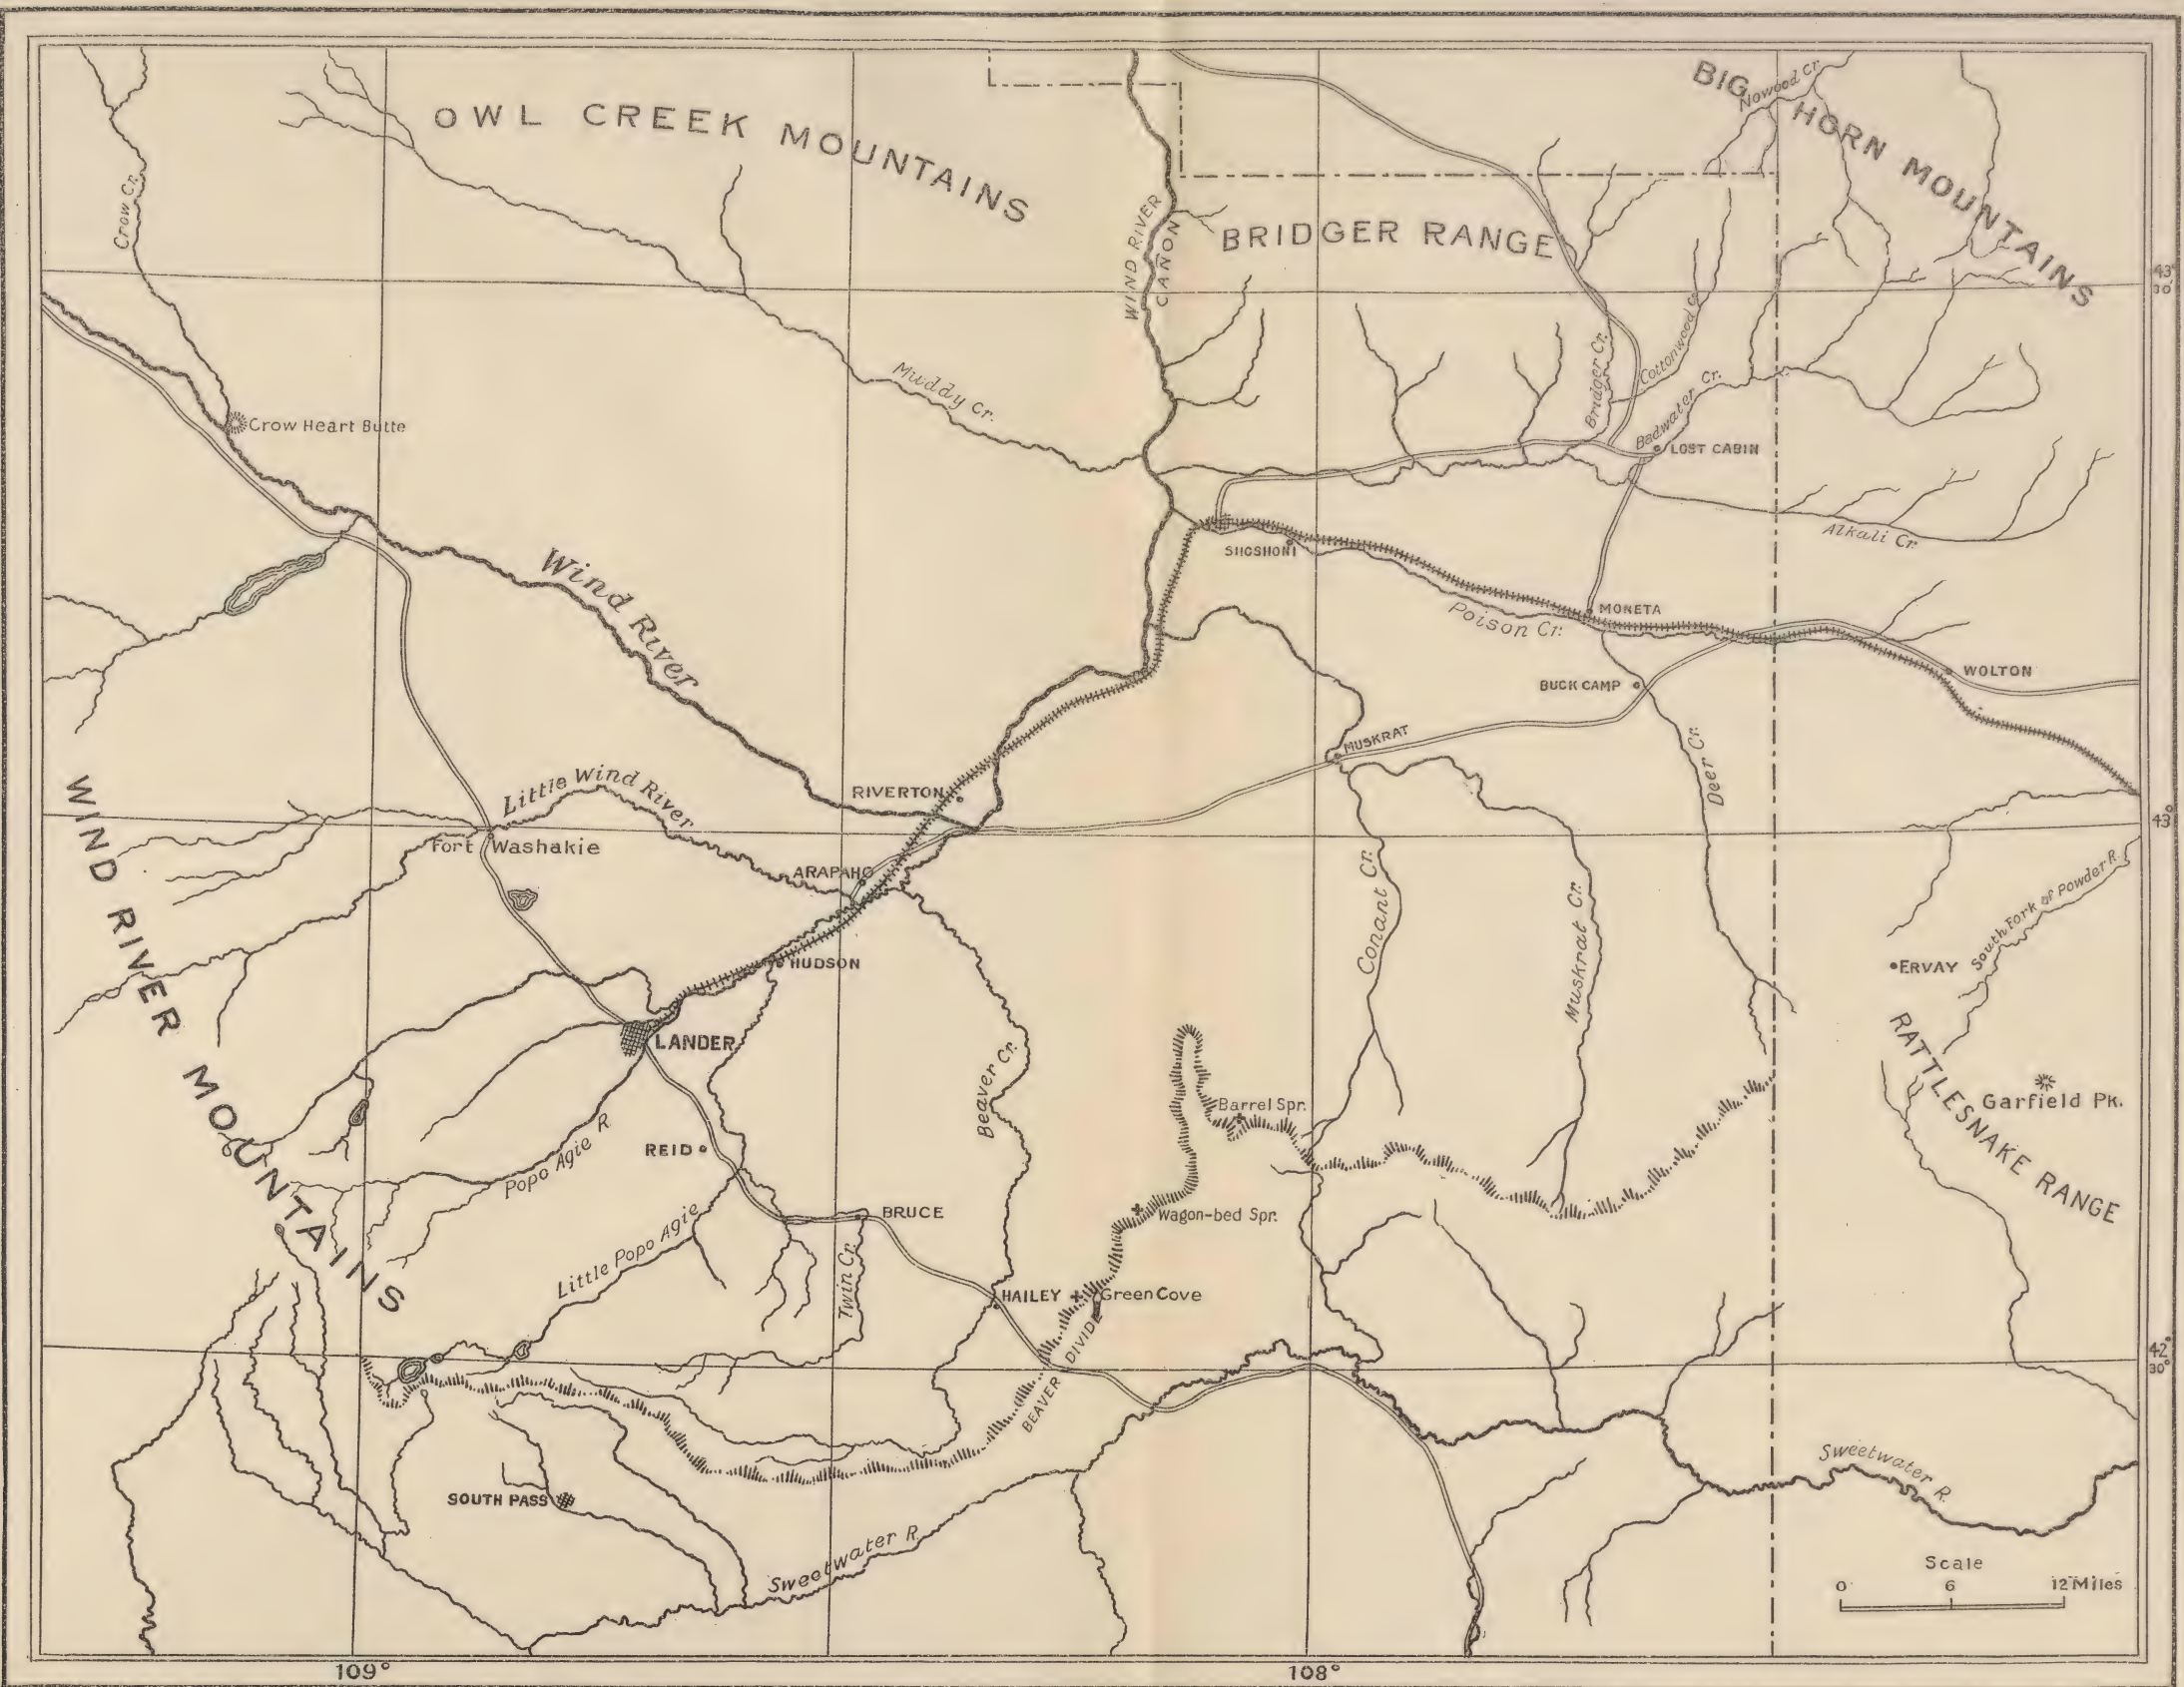 BIG HORN MOUNTAINS
Nowood Cr.
OWL CREEK MOUNTAINS
Crow Cr.
WIND RIVER CAÑON
BRIDGER RANGE
43°
30'
Bridger Cr.
Cottonwood Cr.
Muddy Cr.
Badwater Cr.
Crow Heart Butte
LOST CABIN
Alkali Cr.
SHOSHONI
Wind River
Poison Cr.
MONETA
WOLTON
BUCK CAMP
MUSKRAT
Deer Cr.
WIND RIVER MOUNTAINS
Little Wind River
RIVERTON
43°
Fort Washakie
ARAPAHO
Conant Cr.
Muskrat Cr.
South Fork of Powder R.
HUDSON
ERVAY
LANDER
Beaver Cr.
RATTLESNAKE RANGE
Garfield Pk.
Barrel Spr.
REID
Popo Agie R.
Wagon-bed Spr.
BRUCE
Little Popo Agie
Twin Cr.
HAILEY
Green Cove
BEAVER DIVIDE
42°
30'
Sweetwater R.
SOUTH PASS
Sweetwater R.
Scale
0 6 12 Miles
109°
108°